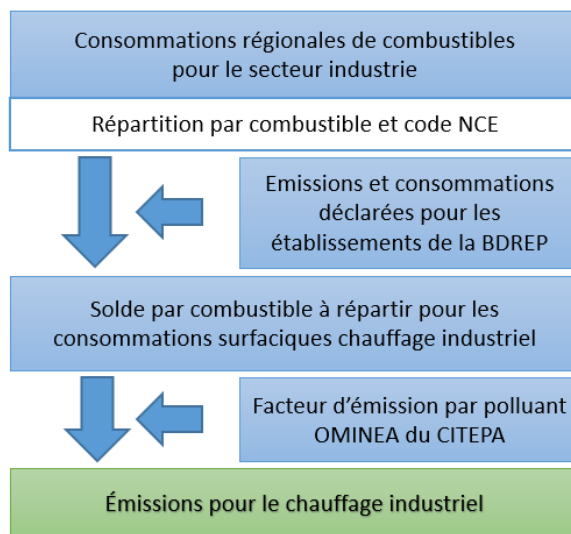 Consommations régionales de combustibles
pour le secteur industrie
Répartition par combustible et code NCE
Emissions et consommations
déclarées pour les
établissements de la BDREP
Solde par combustible à répartir pour les
consommations surfaciques chauffage industriel
Facteur d’émission par polluant
OMINEA du CITEPA
Émissions pour le chauffage industriel